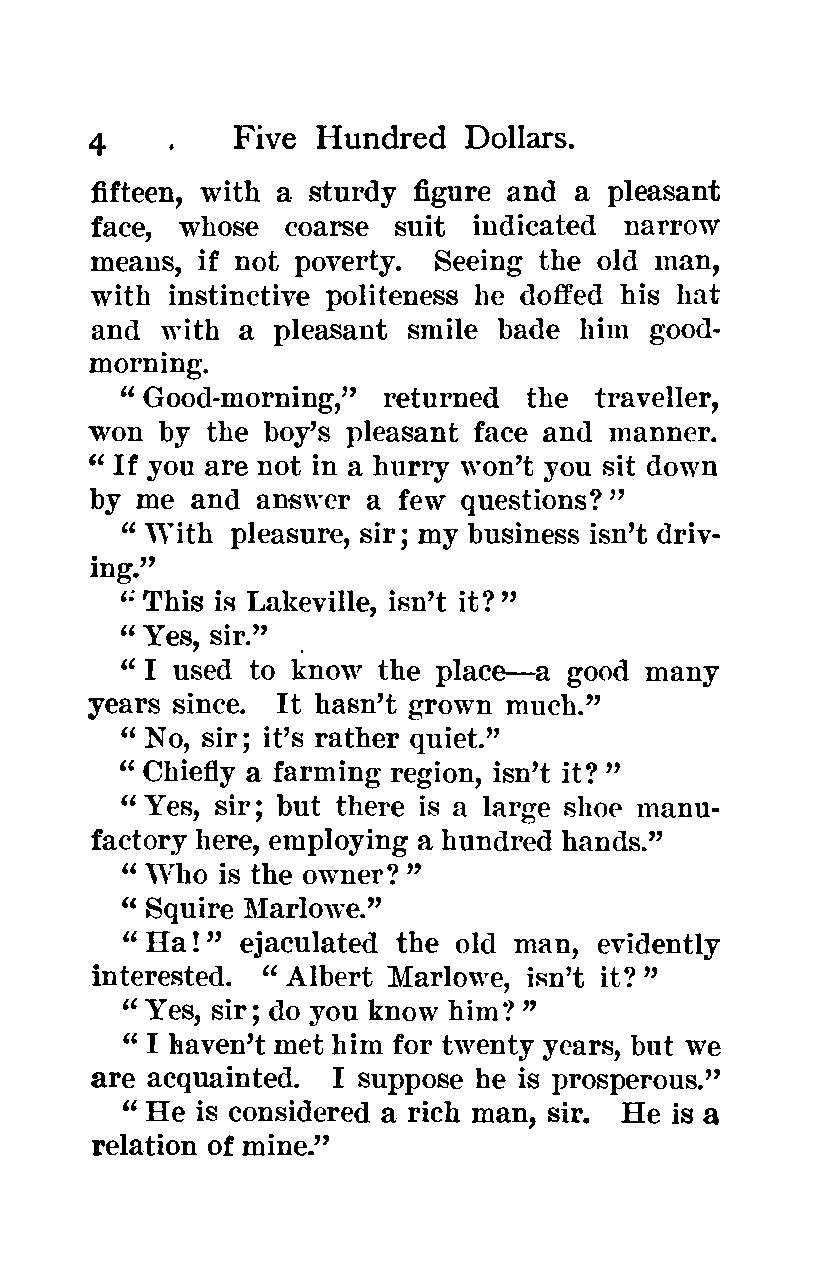 4 Five Hundred Dollars.
fifteen, with a sturdy figure and a pleasant
face, whose coarse suit indicated narrow
means, if not poverty. Seeing the old man,
with instinctive politeness he doffed his hat
and with a pleasant smile bade him good-
morning.
“Good-morning,” returned the traveller,
won by the boy’s pleasant face and manner.
“If you are not in a hurry won’t you sit down
by me and answer a few questions?”
“With pleasure, sir; my business isn’t driv-
ing.”
“This is Lakeville, isn’t it?”
“Yes, sir.”
“I used to know the place—a good many
years since. It hasn’t grown much.”
“No, sir; it’s rather quiet.”
“Chiefly a farming region, isn’t it?”
“Yes, sir; but there is a large shoe manu-
factory here, employing a hundred hands.”
“Who is the owner?”
“Squire Marlowe.”
“Ha!” ejaculated the old man, evidently
interested. “Albert Marlowe, isn’t it?”
“Yes, sir; do you know him?”
“I haven’t met him for twenty years, but we
are acquainted. I suppose he is prosperous.”
“He is considered a rich man, sir. He is a
relation of mine.”